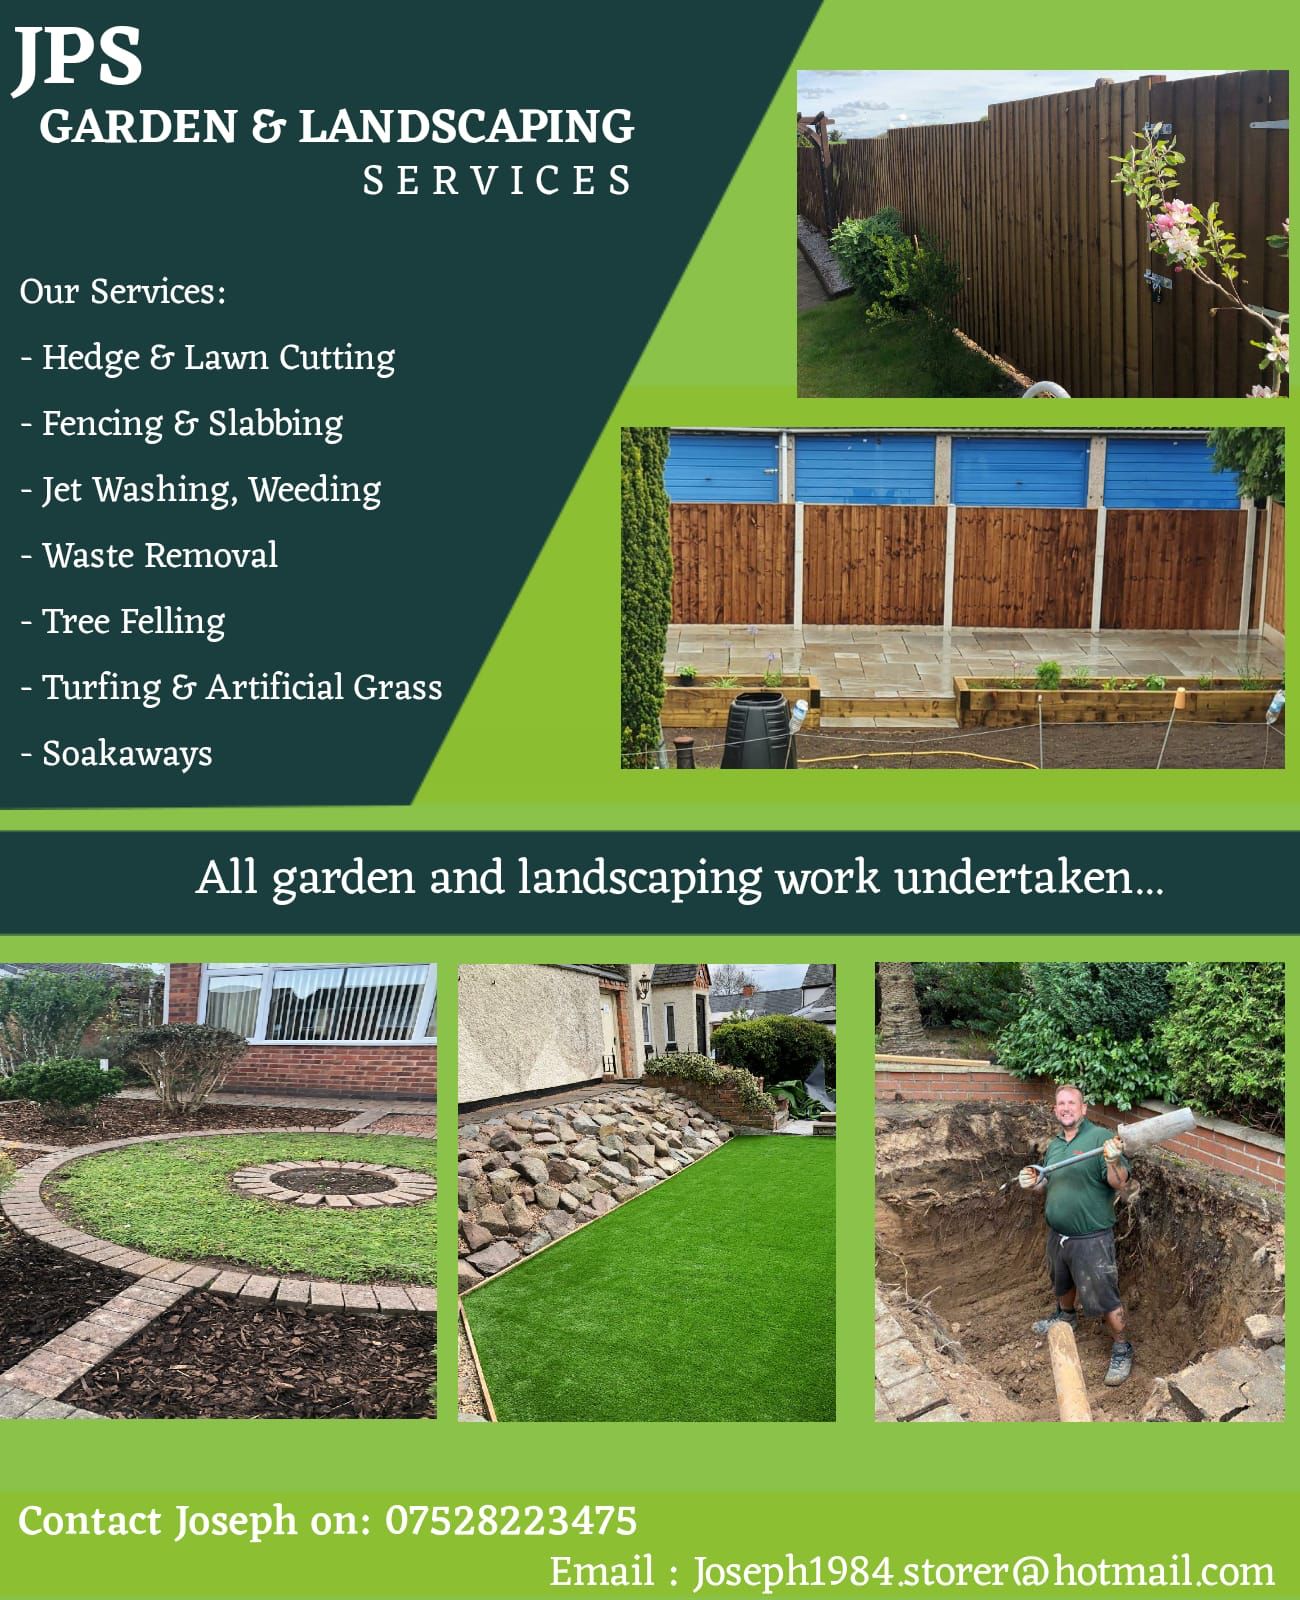 JPS
GARDEN & LANDSCAPING
SERVICES
Our Services:
- Hedge & Lawn Cutting
- Fencing & Slabbing
- Jet Washing, Weeding
- Waste Removal
- Tree Felling
- Turfing & Artificial Grass
- Soakaways
All garden and landscaping work undertaken...
Contact Joseph on: 07528223475
Email : Joseph1984.storer@hotmail.com